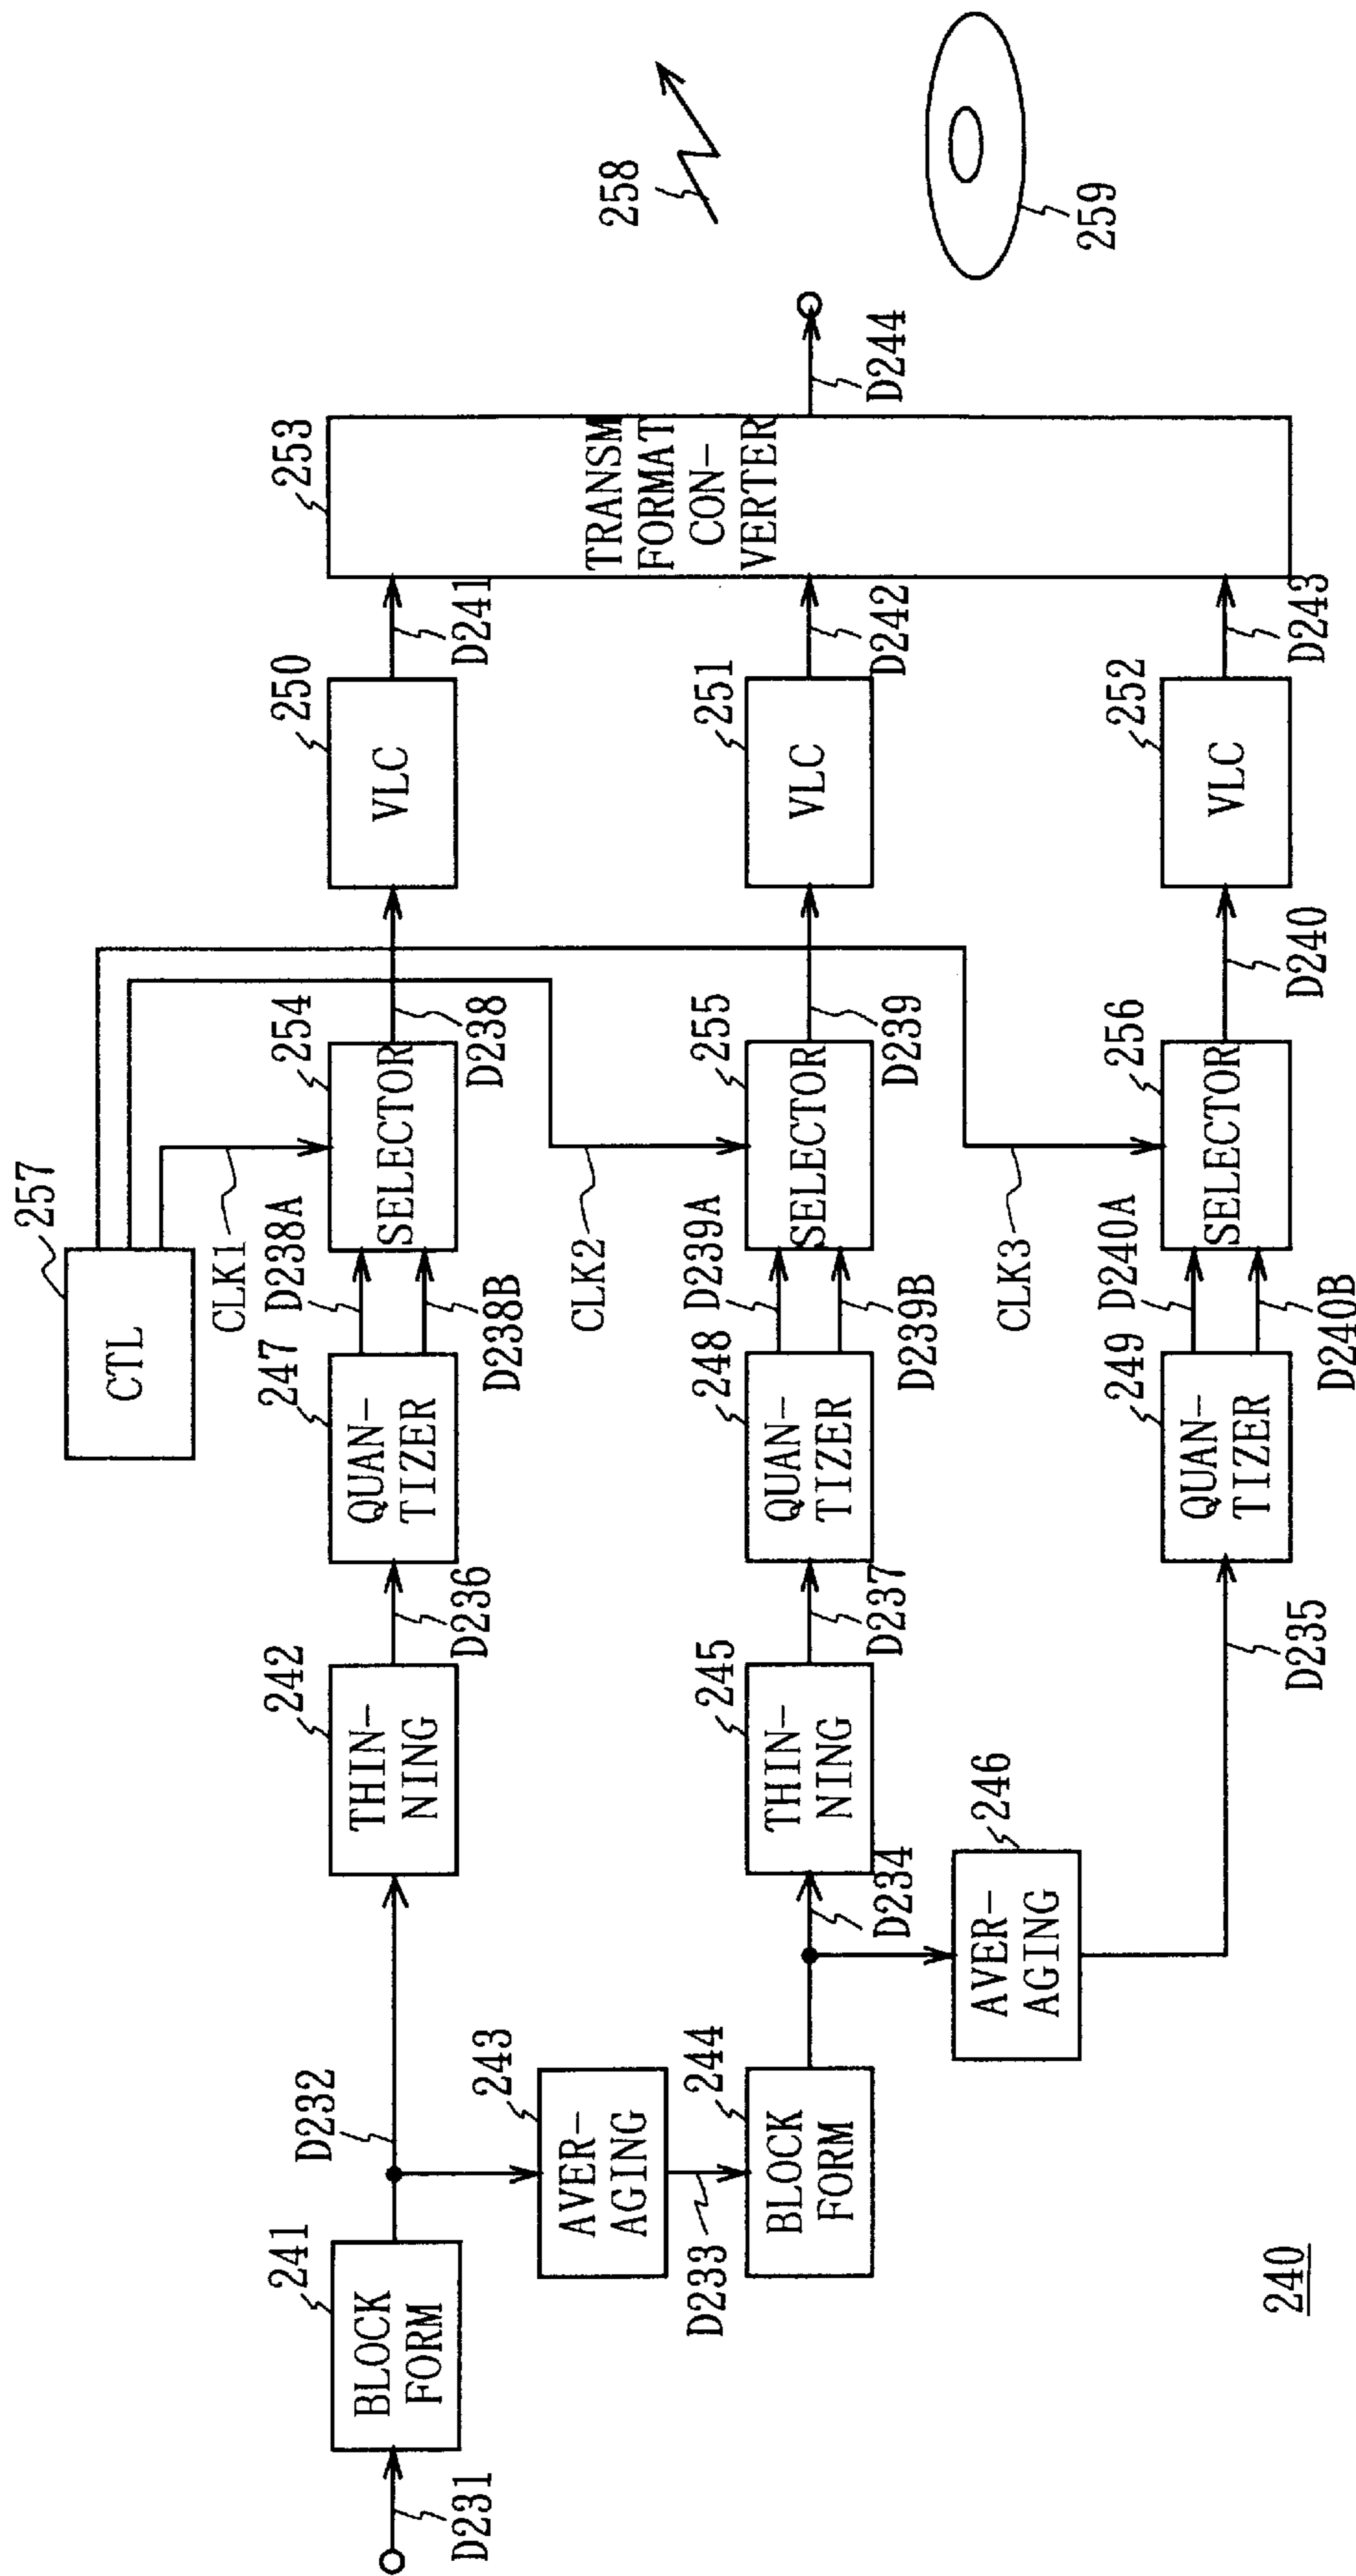 257
CTL
CLK1
CLK2
CLK3
D231
241
BLOCK
FORM
D232
242
THIN-
NING
D236
247
QUAN-
TIZER
D238A
D238B
254
SELECTOR
D238
250
VLC
D241
253
TRANSM
FORMAT
CON-
VERTER
D244
258
259
243
AVER-
AGING
D233
244
BLOCK
FORM
D234
245
THIN-
NING
D237
248
QUAN-
TIZER
D239A
D239B
255
SELECTOR
D239
251
VLC
D242
246
AVER-
AGING
D235
249
QUAN-
TIZER
D240A
D240B
256
SELECTOR
D240
252
VLC
D243
240